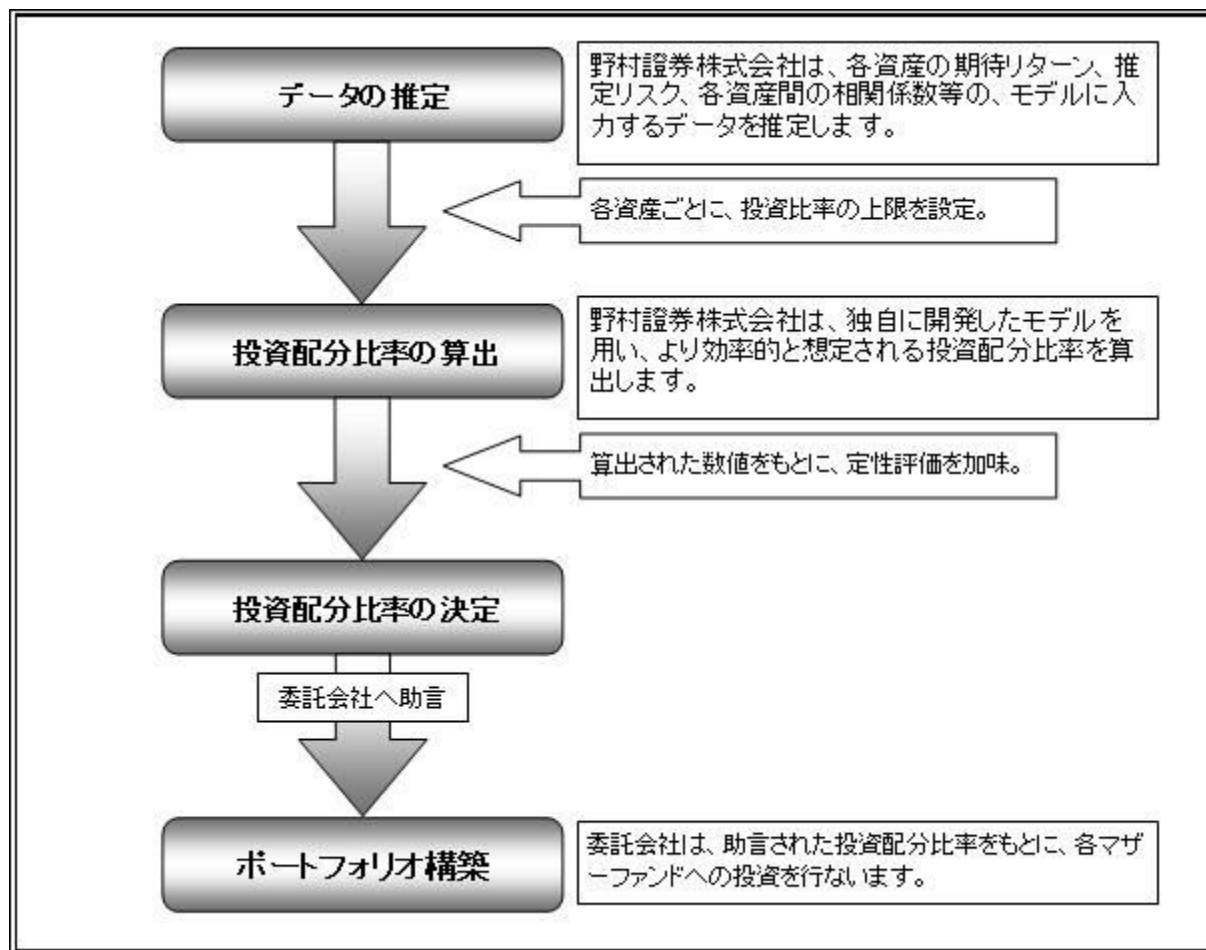 データの推定
野村證券株式会社は、各資産の期待リターン、推
定リスク、各資産間の相関係数等の、モデルに入
力するデータを推定します。
各資産ごとに、投資比率の上限を設定。
投資配分比率の算出
野村證券株式会社は、独自に開発したモデルを
用い、より効率的と想定される投資配分比率を算
出します。
算出された数値をもとに、定性評価を加味。
投資配分比率の決定
委託会社へ助言
ポートフォリオ構築
委託会社は、助言された投資配分比率をもとに、各マザ
ーファンドへの投資を行ないます。